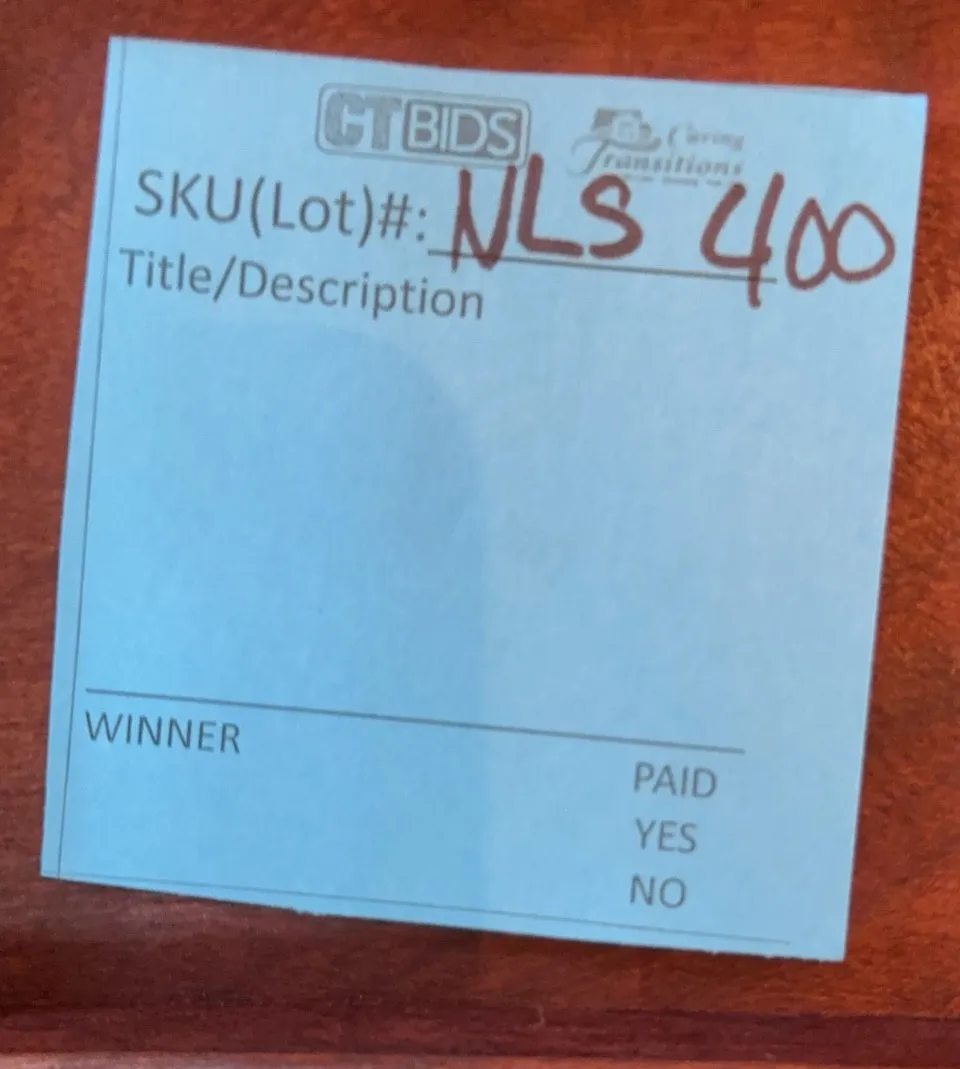 CTBIDS Caring Transitions
SKU(Lot)#: NLS 400
Title/Description
WINNER
PAID
YES
NO